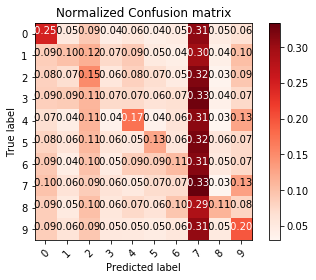 Normalized Confusion matrix
0 0.25 0.05 0.09 0.04 0.06 0.04 0.05 0.31 0.05 0.06
1 0.09 0.10 0.12 0.07 0.09 0.05 0.04 0.30 0.04 0.10
2 0.08 0.07 0.15 0.06 0.08 0.07 0.05 0.32 0.03 0.09
3 0.09 0.09 0.11 0.07 0.07 0.06 0.07 0.33 0.04 0.07
4 0.07 0.04 0.11 0.04 0.17 0.04 0.06 0.31 0.03 0.13
5 0.08 0.06 0.11 0.06 0.05 0.13 0.06 0.32 0.06 0.07
6 0.09 0.04 0.10 0.05 0.09 0.09 0.11 0.31 0.05 0.07
7 0.10 0.06 0.09 0.06 0.05 0.07 0.05 0.33 0.03 0.13
8 0.09 0.05 0.10 0.06 0.05 0.06 0.10 0.29 0.11 0.08
9 0.09 0.06 0.09 0.05 0.05 0.05 0.06 0.31 0.05 0.20
0 1 2 3 4 5 6 7 8 9
Predicted label
True label
0.30
0.25
0.20
0.15
0.10
0.05